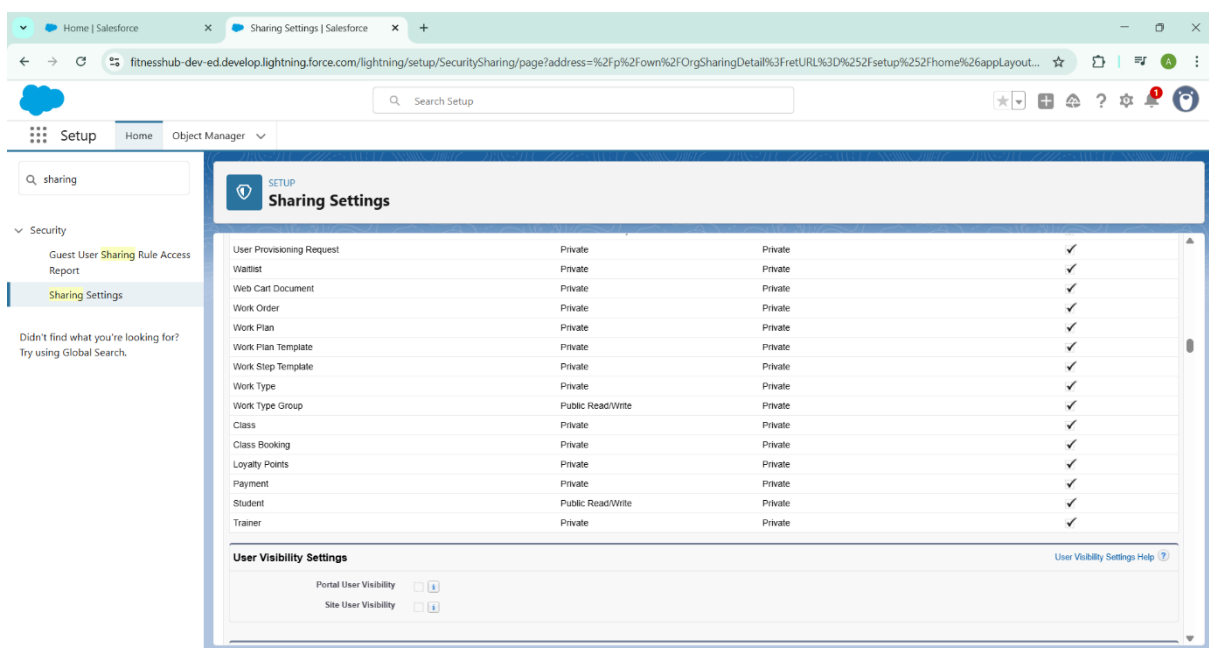 Home | Salesforce
Sharing Settings | Salesforce
fitnesshub-dev-ed.develop.lightning.force.com/lightning/setup/SecuritySharing/page?address=%2Fp%2Fown%2FOrgSharingDetail%3FretURL%3D%252Fsetup%252Fhome%26appLayout...
A
Search Setup
1
Setup Home Object Manager
sharing
SETUP
Sharing Settings
Security
Guest User Sharing Rule Access
Report
Sharing Settings
Didn't find what you're looking for?
Try using Global Search.
User Provisioning Request Private Private
Waitlist Private Private
Web Cart Document Private Private
Work Order Private Private
Work Plan Private Private
Work Plan Template Private Private
Work Step Template Private Private
Work Type Private Private
Work Type Group Public Read/Write Private
Class Private Private
Class Booking Private Private
Loyalty Points Private Private
Payment Private Private
Student Public Read/Write Private
Trainer Private Private
User Visibility Settings User Visibility Settings Help ?
Portal User Visibility i
Site User Visibility i